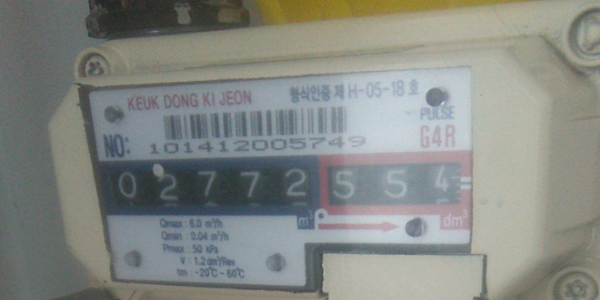 KEUK DONG KI JEON 형식인증 제 H-05-18 호
PULSE
NO: 101412005749 G4R
02772 554
m³ dm³
Qmax : 6.0 m³/h
Qmin : 0.04 m³/h
Pmax : 50 kPa
V : 1.2 dm³/Rev
tm : -20°C ~ 60°C